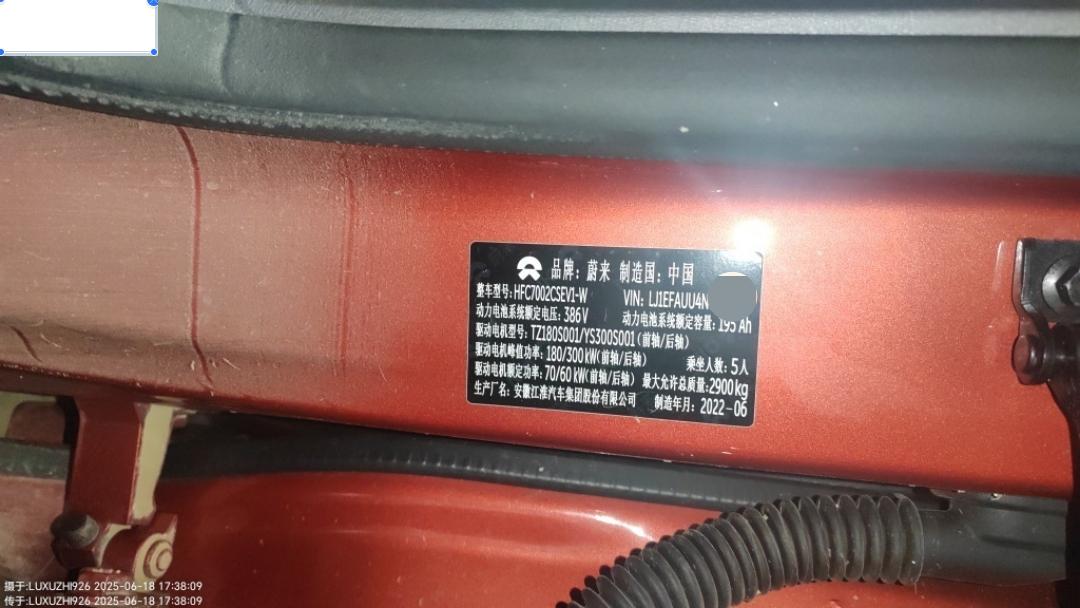 品牌: 蔚来 制造国: 中国
整车型号: HFC7002CSEV1-W VIN: LJ1EFAUU4N
动力电池系统额定电压: 386V 动力电池系统额定容量: 195 Ah
驱动电机型号: TZ180S001/YS300S001 (前轴/后轴)
驱动电机峰值功率: 180/300 kW(前轴/后轴) 乘坐人数: 5人
驱动电机额定功率: 70/60 kW(前轴/后轴) 最大允许总质量: 2900 kg
生产厂名: 安徽江淮汽车集团股份有限公司 制造年月: 2022-06
摄于:LUXUZHI926 2025-06-18 17:38:09
传于:LUXUZHI926 2025-06-18 17:38:09